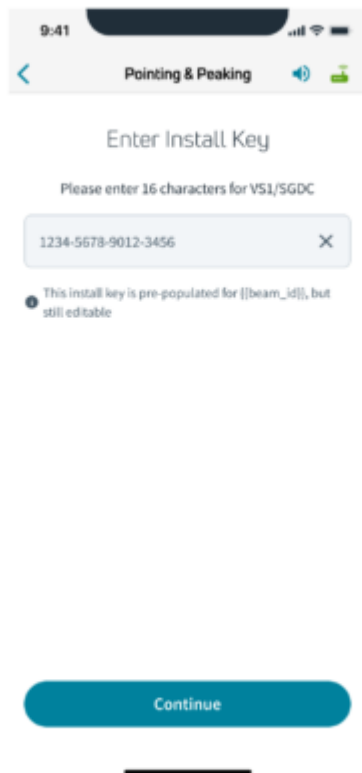 9:41
Pointing & Peaking
Enter Install Key
Please enter 16 characters for VS1/SGDC
1234-5678-9012-3456
This install key is pre-populated for {{beam_id}}, but
still editable
Continue